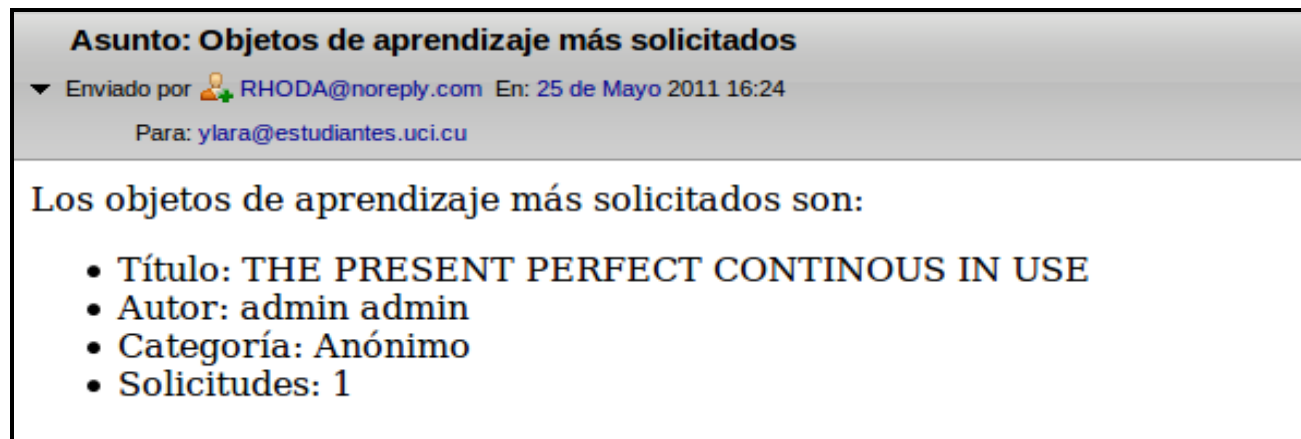 Asunto: Objetos de aprendizaje más solicitados
Enviado por RHODA@noreply.com En: 25 de Mayo 2011 16:24
Para: ylara@estudiantes.uci.cu
Los objetos de aprendizaje más solicitados son:
• Título: THE PRESENT PERFECT CONTINOUS IN USE
• Autor: admin admin
• Categoría: Anónimo
• Solicitudes: 1